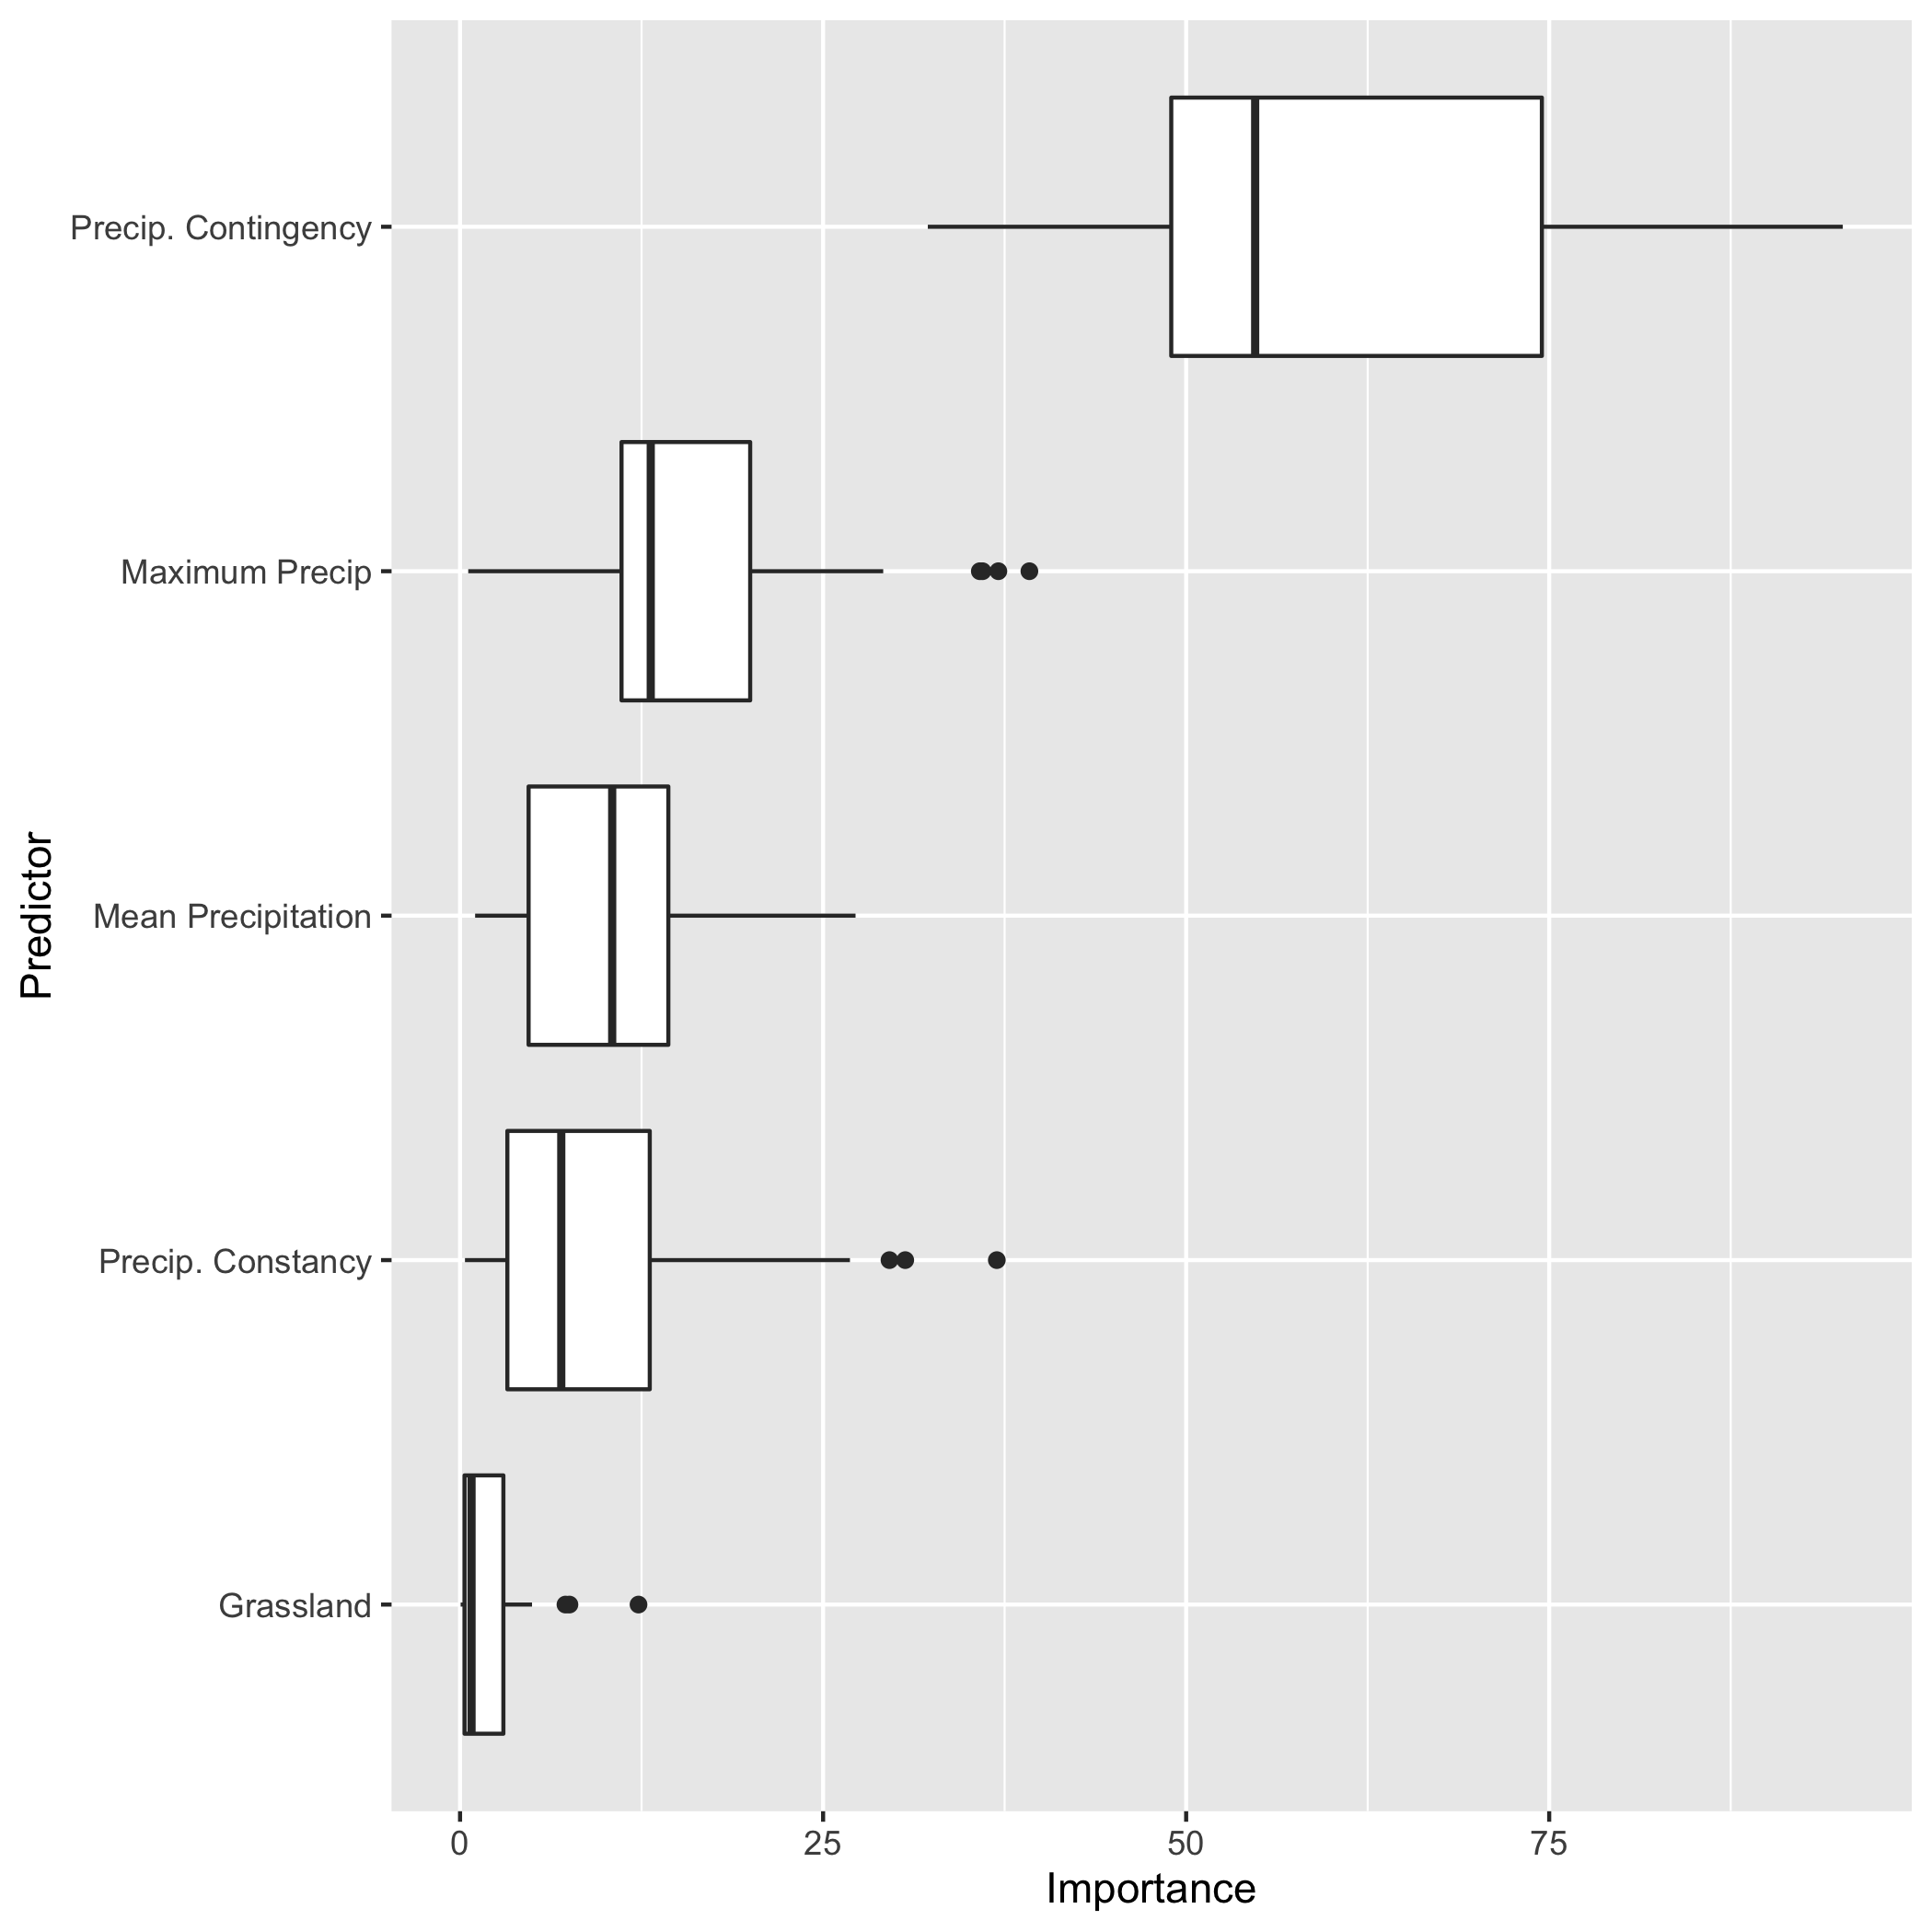 Predictor
Precip. Contingency
Maximum Precip
Mean Precipitation
Precip. Constancy
Grassland
0 25 50 75
Importance